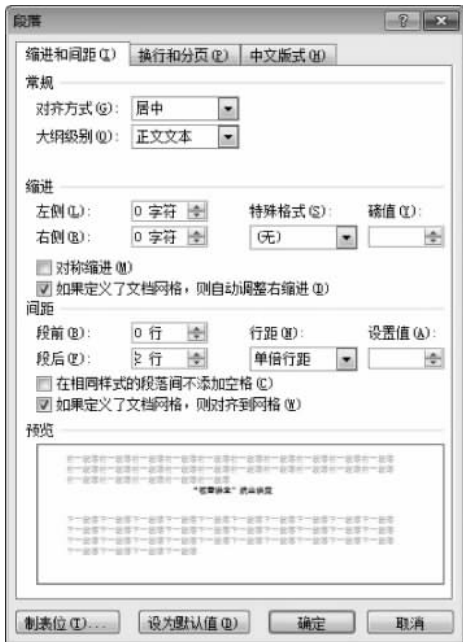 段落
缩进和间距(I) 换行和分页(P) 中文版式(H)
常规
对齐方式(G): 居中
大纲级别(O): 正文文本
缩进
左侧(L): 0 字符 特殊格式(S): 磅值(Y):
右侧(R): 0 字符 (无)
对称缩进(M)
如果定义了文档网格，则自动调整右缩进(D)
间距
段前(B): 0 行 行距(N): 设置值(A):
段后(F): 2 行 单倍行距
在相同样式的段落间不添加空格(C)
如果定义了文档网格，则对齐到网格(W)
预览
制表位(T)... 设为默认值(D) 确定 取消